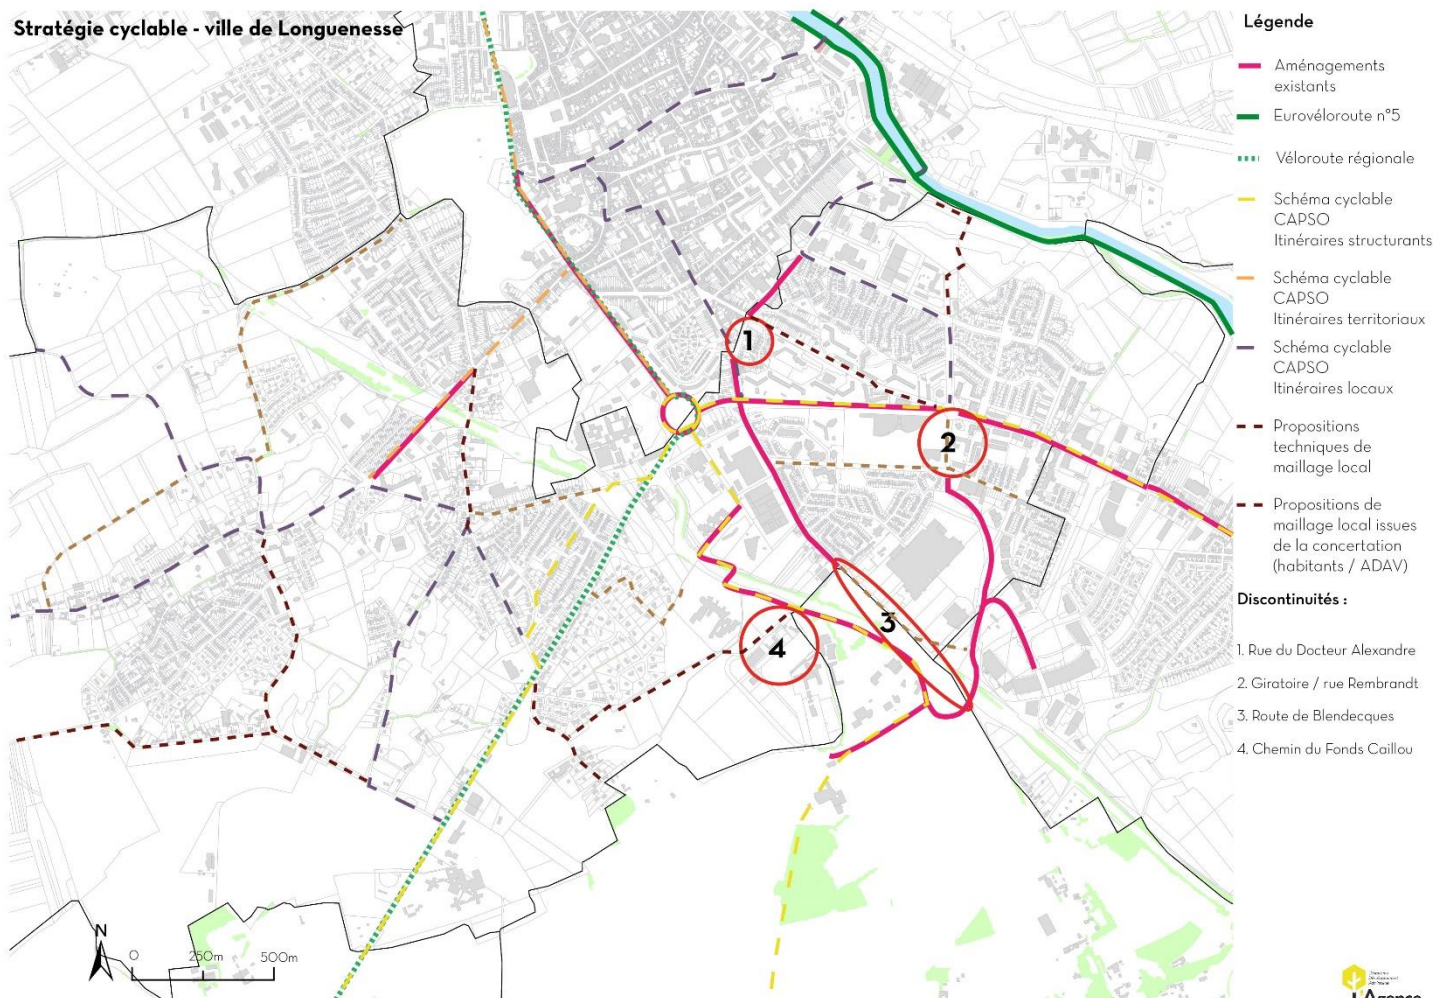 Stratégie cyclable - ville de Longuenesse
Légende
Aménagements
existants
Eurovéloroute n°5
Véloroute régionale
Schéma cyclable
CAPSO
Itinéraires structurants
Schéma cyclable
CAPSO
Itinéraires territoriaux
Schéma cyclable
CAPSO
Itinéraires locaux
Propositions
techniques de
maillage local
Propositions de
maillage local issues
de la concertation
(habitants / ADAV)
Discontinuités :
1. Rue du Docteur Alexandre
2. Giratoire / rue Rembrandt
3. Route de Blendecques
4. Chemin du Fonds Caillou
1
2
3
4
N
0 250m 500m
L'Agence